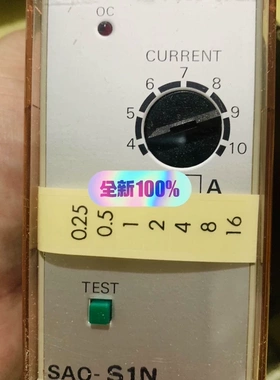 OC
CURRENT
4 5 6 7 8 9 10
A
全新100%
0.25 0.5 1 2 4 8 16
TEST
SAO-S1N